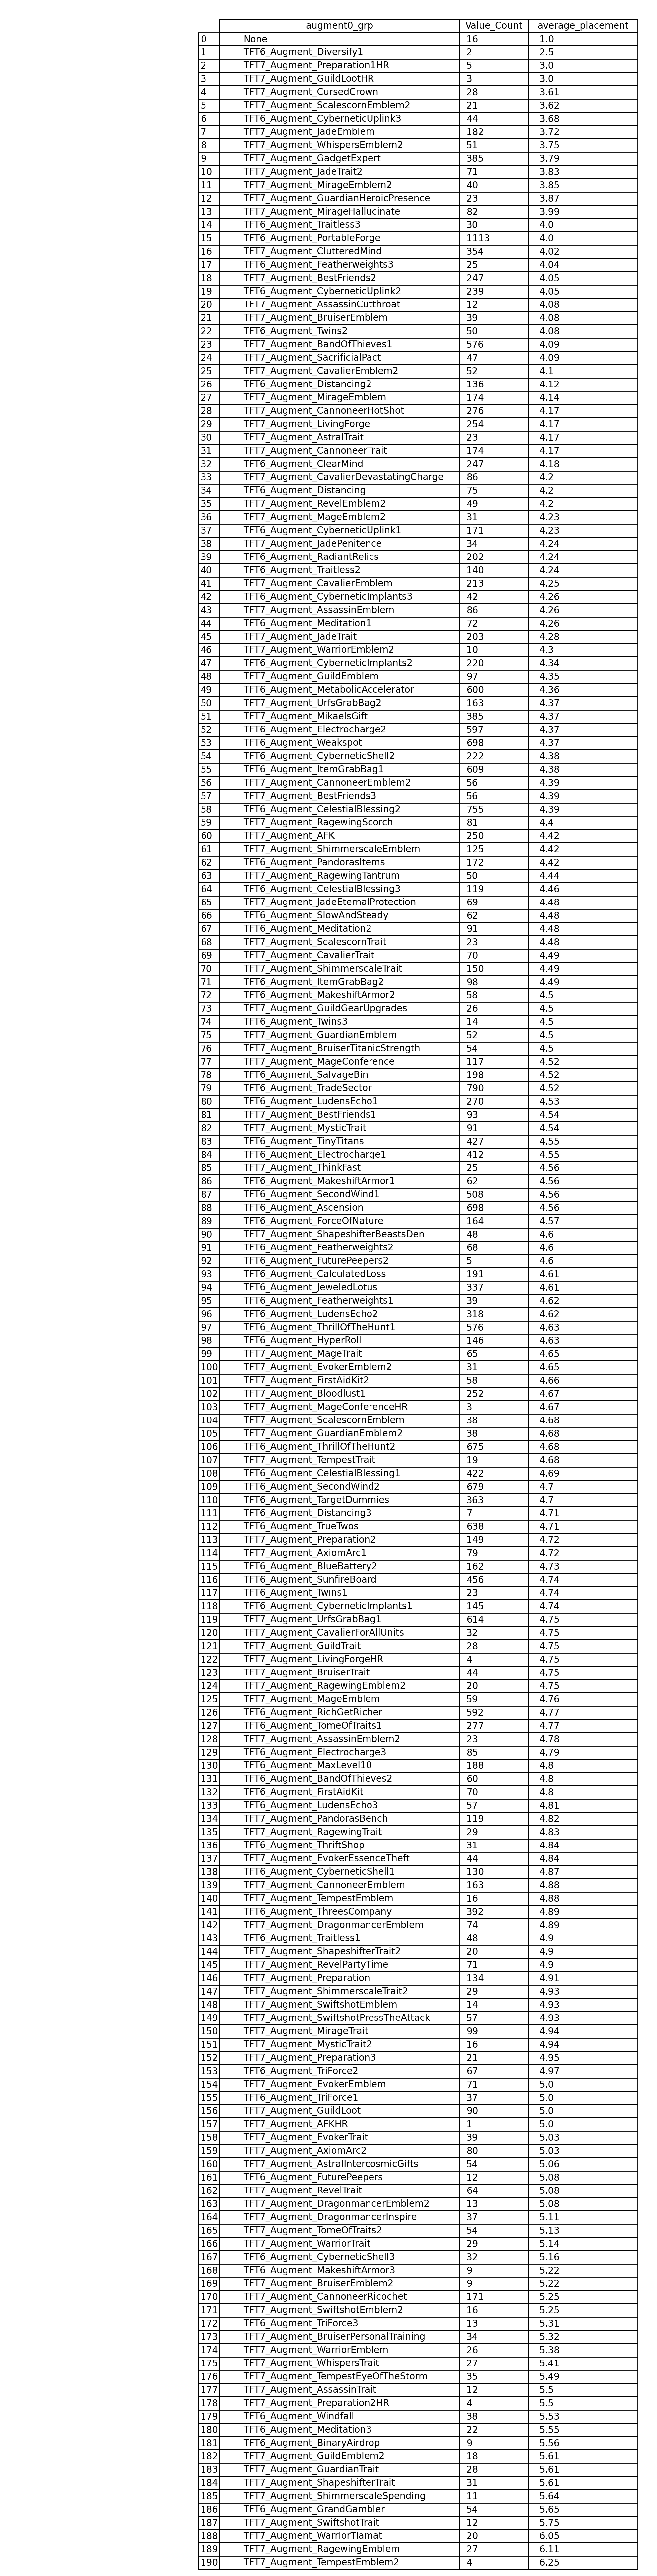 augment0_grp Value_Count average_placement
0 None 16 1.0
1 TFT6_Augment_Diversify1 2 2.5
2 TFT7_Augment_Preparation1HR 5 3.0
3 TFT7_Augment_GuildLootHR 3 3.0
4 TFT7_Augment_CursedCrown 28 3.61
5 TFT7_Augment_ScalescornEmblem2 21 3.62
6 TFT6_Augment_CyberneticUplink3 44 3.68
7 TFT7_Augment_JadeEmblem 182 3.72
8 TFT7_Augment_WhispersEmblem2 51 3.75
9 TFT7_Augment_GadgetExpert 385 3.79
10 TFT7_Augment_JadeTrait2 71 3.83
11 TFT7_Augment_MirageEmblem2 40 3.85
12 TFT7_Augment_GuardianHeroicPresence 23 3.87
13 TFT7_Augment_MirageHallucinate 82 3.99
14 TFT6_Augment_Traitless3 30 4.0
15 TFT6_Augment_PortableForge 1113 4.0
16 TFT7_Augment_ClutteredMind 354 4.02
17 TFT6_Augment_Featherweights3 25 4.04
18 TFT7_Augment_BestFriends2 247 4.05
19 TFT6_Augment_CyberneticUplink2 239 4.05
20 TFT7_Augment_AssassinCutthroat 12 4.08
21 TFT7_Augment_BruiserEmblem 39 4.08
22 TFT6_Augment_Twins2 50 4.08
23 TFT7_Augment_BandOfThieves1 576 4.09
24 TFT7_Augment_SacrificialPact 47 4.09
25 TFT7_Augment_CavalierEmblem2 52 4.1
26 TFT6_Augment_Distancing2 136 4.12
27 TFT7_Augment_MirageEmblem 174 4.14
28 TFT7_Augment_CannoneerHotShot 276 4.17
29 TFT7_Augment_LivingForge 254 4.17
30 TFT7_Augment_AstralTrait 23 4.17
31 TFT7_Augment_CannoneerTrait 174 4.17
32 TFT6_Augment_ClearMind 247 4.18
33 TFT7_Augment_CavalierDevastatingCharge 86 4.2
34 TFT6_Augment_Distancing 75 4.2
35 TFT7_Augment_RevelEmblem2 49 4.2
36 TFT7_Augment_MageEmblem2 31 4.23
37 TFT6_Augment_CyberneticUplink1 171 4.23
38 TFT7_Augment_JadePenitence 34 4.24
39 TFT6_Augment_RadiantRelics 202 4.24
40 TFT6_Augment_Traitless2 140 4.24
41 TFT7_Augment_CavalierEmblem 213 4.25
42 TFT6_Augment_CyberneticImplants3 42 4.26
43 TFT7_Augment_AssassinEmblem 86 4.26
44 TFT6_Augment_Meditation1 72 4.26
45 TFT7_Augment_JadeTrait 203 4.28
46 TFT7_Augment_WarriorEmblem2 10 4.3
47 TFT6_Augment_CyberneticImplants2 220 4.34
48 TFT7_Augment_GuildEmblem 97 4.35
49 TFT6_Augment_MetabolicAccelerator 600 4.36
50 TFT7_Augment_UrfsGrabBag2 163 4.37
51 TFT7_Augment_MikaelsGift 385 4.37
52 TFT6_Augment_Electrocharge2 597 4.37
53 TFT6_Augment_Weakspot 698 4.37
54 TFT6_Augment_CyberneticShell2 222 4.38
55 TFT6_Augment_ItemGrabBag1 609 4.38
56 TFT7_Augment_CannoneerEmblem2 56 4.39
57 TFT7_Augment_BestFriends3 56 4.39
58 TFT6_Augment_CelestialBlessing2 755 4.39
59 TFT7_Augment_RagewingScorch 81 4.4
60 TFT7_Augment_AFK 250 4.42
61 TFT7_Augment_ShimmerscaleEmblem 125 4.42
62 TFT6_Augment_PandorasItems 172 4.42
63 TFT7_Augment_RagewingTantrum 50 4.44
64 TFT6_Augment_CelestialBlessing3 119 4.46
65 TFT7_Augment_JadeEternalProtection 69 4.48
66 TFT6_Augment_SlowAndSteady 62 4.48
67 TFT6_Augment_Meditation2 91 4.48
68 TFT7_Augment_ScalescornTrait 23 4.48
69 TFT7_Augment_CavalierTrait 70 4.49
70 TFT7_Augment_ShimmerscaleTrait 150 4.49
71 TFT6_Augment_ItemGrabBag2 98 4.49
72 TFT6_Augment_MakeshiftArmor2 58 4.5
73 TFT7_Augment_GuildGearUpgrades 26 4.5
74 TFT6_Augment_Twins3 14 4.5
75 TFT7_Augment_GuardianEmblem 52 4.5
76 TFT7_Augment_BruiserTitanicStrength 54 4.5
77 TFT7_Augment_MageConference 117 4.52
78 TFT6_Augment_SalvageBin 198 4.52
79 TFT6_Augment_TradeSector 790 4.52
80 TFT6_Augment_LudensEcho1 270 4.53
81 TFT7_Augment_BestFriends1 93 4.54
82 TFT7_Augment_MysticTrait 91 4.54
83 TFT6_Augment_TinyTitans 427 4.55
84 TFT6_Augment_Electrocharge1 412 4.55
85 TFT7_Augment_ThinkFast 25 4.56
86 TFT6_Augment_MakeshiftArmor1 62 4.56
87 TFT6_Augment_SecondWind1 508 4.56
88 TFT6_Augment_Ascension 698 4.56
89 TFT6_Augment_ForceOfNature 164 4.57
90 TFT7_Augment_ShapeshifterBeastsDen 48 4.6
91 TFT6_Augment_Featherweights2 68 4.6
92 TFT7_Augment_FuturePeepers2 5 4.6
93 TFT6_Augment_CalculatedLoss 191 4.61
94 TFT6_Augment_JeweledLotus 337 4.61
95 TFT6_Augment_Featherweights1 39 4.62
96 TFT6_Augment_LudensEcho2 318 4.62
97 TFT6_Augment_ThrillOfTheHunt1 576 4.63
98 TFT6_Augment_HyperRoll 146 4.63
99 TFT7_Augment_MageTrait 65 4.65
100 TFT7_Augment_EvokerEmblem2 31 4.65
101 TFT7_Augment_FirstAidKit2 58 4.66
102 TFT7_Augment_Bloodlust1 252 4.67
103 TFT7_Augment_MageConferenceHR 3 4.67
104 TFT7_Augment_ScalescornEmblem 38 4.68
105 TFT7_Augment_GuardianEmblem2 38 4.68
106 TFT6_Augment_ThrillOfTheHunt2 675 4.68
107 TFT7_Augment_TempestTrait 19 4.68
108 TFT6_Augment_CelestialBlessing1 422 4.69
109 TFT6_Augment_SecondWind2 679 4.7
110 TFT6_Augment_TargetDummies 363 4.7
111 TFT6_Augment_Distancing3 7 4.71
112 TFT6_Augment_TrueTwos 638 4.71
113 TFT7_Augment_Preparation2 149 4.72
114 TFT7_Augment_AxiomArc1 79 4.72
115 TFT6_Augment_BlueBattery2 162 4.73
116 TFT6_Augment_SunfireBoard 456 4.74
117 TFT6_Augment_Twins1 23 4.74
118 TFT6_Augment_CyberneticImplants1 145 4.74
119 TFT7_Augment_UrfsGrabBag1 614 4.75
120 TFT7_Augment_CavalierForAllUnits 32 4.75
121 TFT7_Augment_GuildTrait 28 4.75
122 TFT7_Augment_LivingForgeHR 4 4.75
123 TFT7_Augment_BruiserTrait 44 4.75
124 TFT7_Augment_RagewingEmblem2 20 4.75
125 TFT7_Augment_MageEmblem 59 4.76
126 TFT6_Augment_RichGetRicher 592 4.77
127 TFT6_Augment_TomeOfTraits1 277 4.77
128 TFT7_Augment_AssassinEmblem2 23 4.78
129 TFT6_Augment_Electrocharge3 85 4.79
130 TFT6_Augment_MaxLevel10 188 4.8
131 TFT6_Augment_BandOfThieves2 60 4.8
132 TFT6_Augment_FirstAidKit 70 4.8
133 TFT6_Augment_LudensEcho3 57 4.81
134 TFT7_Augment_PandorasBench 119 4.82
135 TFT7_Augment_RagewingTrait 29 4.83
136 TFT6_Augment_ThriftShop 31 4.84
137 TFT7_Augment_EvokerEssenceTheft 44 4.84
138 TFT6_Augment_CyberneticShell1 130 4.87
139 TFT7_Augment_CannoneerEmblem 163 4.88
140 TFT7_Augment_TempestEmblem 16 4.88
141 TFT6_Augment_ThreesCompany 392 4.89
142 TFT7_Augment_DragonmancerEmblem 74 4.89
143 TFT6_Augment_Traitless1 48 4.9
144 TFT7_Augment_ShapeshifterTrait2 20 4.9
145 TFT7_Augment_RevelPartyTime 71 4.9
146 TFT7_Augment_Preparation 134 4.91
147 TFT7_Augment_ShimmerscaleTrait2 29 4.93
148 TFT7_Augment_SwiftshotEmblem 14 4.93
149 TFT7_Augment_SwiftshotPressTheAttack 57 4.93
150 TFT7_Augment_MirageTrait 99 4.94
151 TFT7_Augment_MysticTrait2 16 4.94
152 TFT7_Augment_Preparation3 21 4.95
153 TFT6_Augment_TriForce2 67 4.97
154 TFT7_Augment_EvokerEmblem 71 5.0
155 TFT6_Augment_TriForce1 37 5.0
156 TFT7_Augment_GuildLoot 90 5.0
157 TFT7_Augment_AFKHR 1 5.0
158 TFT7_Augment_EvokerTrait 39 5.03
159 TFT7_Augment_AxiomArc2 80 5.03
160 TFT7_Augment_AstralIntercosmicGifts 54 5.06
161 TFT6_Augment_FuturePeepers 12 5.08
162 TFT7_Augment_RevelTrait 64 5.08
163 TFT7_Augment_DragonmancerEmblem2 13 5.08
164 TFT7_Augment_DragonmancerInspire 37 5.11
165 TFT7_Augment_TomeOfTraits2 54 5.13
166 TFT7_Augment_WarriorTrait 29 5.14
167 TFT6_Augment_CyberneticShell3 32 5.16
168 TFT6_Augment_MakeshiftArmor3 9 5.22
169 TFT7_Augment_BruiserEmblem2 9 5.22
170 TFT7_Augment_CannoneerRicochet 171 5.25
171 TFT7_Augment_SwiftshotEmblem2 16 5.25
172 TFT6_Augment_TriForce3 13 5.31
173 TFT7_Augment_BruiserPersonalTraining 34 5.32
174 TFT7_Augment_WarriorEmblem 26 5.38
175 TFT7_Augment_WhispersTrait 27 5.41
176 TFT7_Augment_TempestEyeOfTheStorm 35 5.49
177 TFT7_Augment_AssassinTrait 12 5.5
178 TFT7_Augment_Preparation2HR 4 5.5
179 TFT6_Augment_Windfall 38 5.53
180 TFT6_Augment_Meditation3 22 5.55
181 TFT6_Augment_BinaryAirdrop 9 5.56
182 TFT7_Augment_GuildEmblem2 18 5.61
183 TFT7_Augment_GuardianTrait 28 5.61
184 TFT7_Augment_ShapeshifterTrait 31 5.61
185 TFT7_Augment_ShimmerscaleSpending 11 5.64
186 TFT6_Augment_GrandGambler 54 5.65
187 TFT7_Augment_SwiftshotTrait 12 5.75
188 TFT7_Augment_WarriorTiamat 20 6.05
189 TFT7_Augment_RagewingEmblem 27 6.11
190 TFT7_Augment_TempestEmblem2 4 6.25